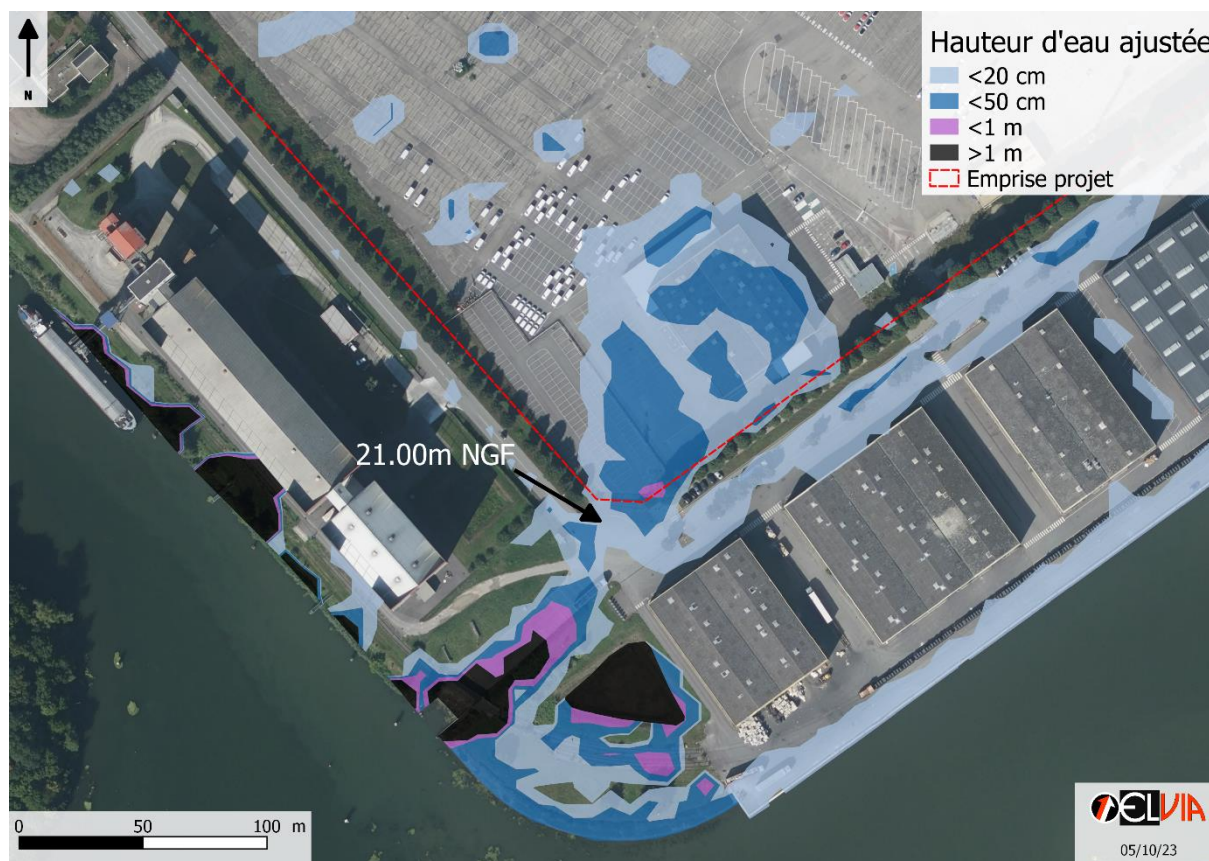 N
Hauteur d'eau ajustée
<20 cm
<50 cm
<1 m
>1 m
Emprise projet
21.00m NGF
0 50 100 m
ELVIA
05/10/23